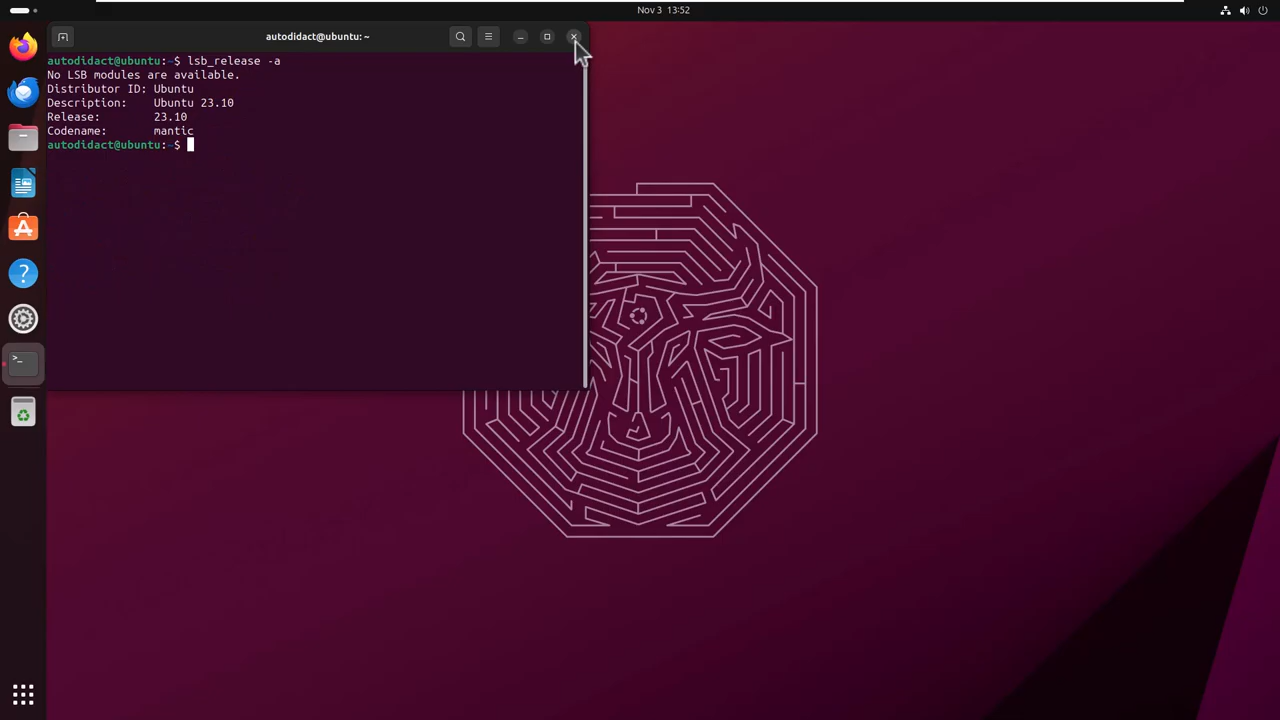 Nov 3 13:52
autodidact@ubuntu: ~
autodidact@ubuntu:~$ lsb_release -a
No LSB modules are available.
Distributor ID: Ubuntu
Description: Ubuntu 23.10
Release: 23.10
Codename: mantic
autodidact@ubuntu:~$